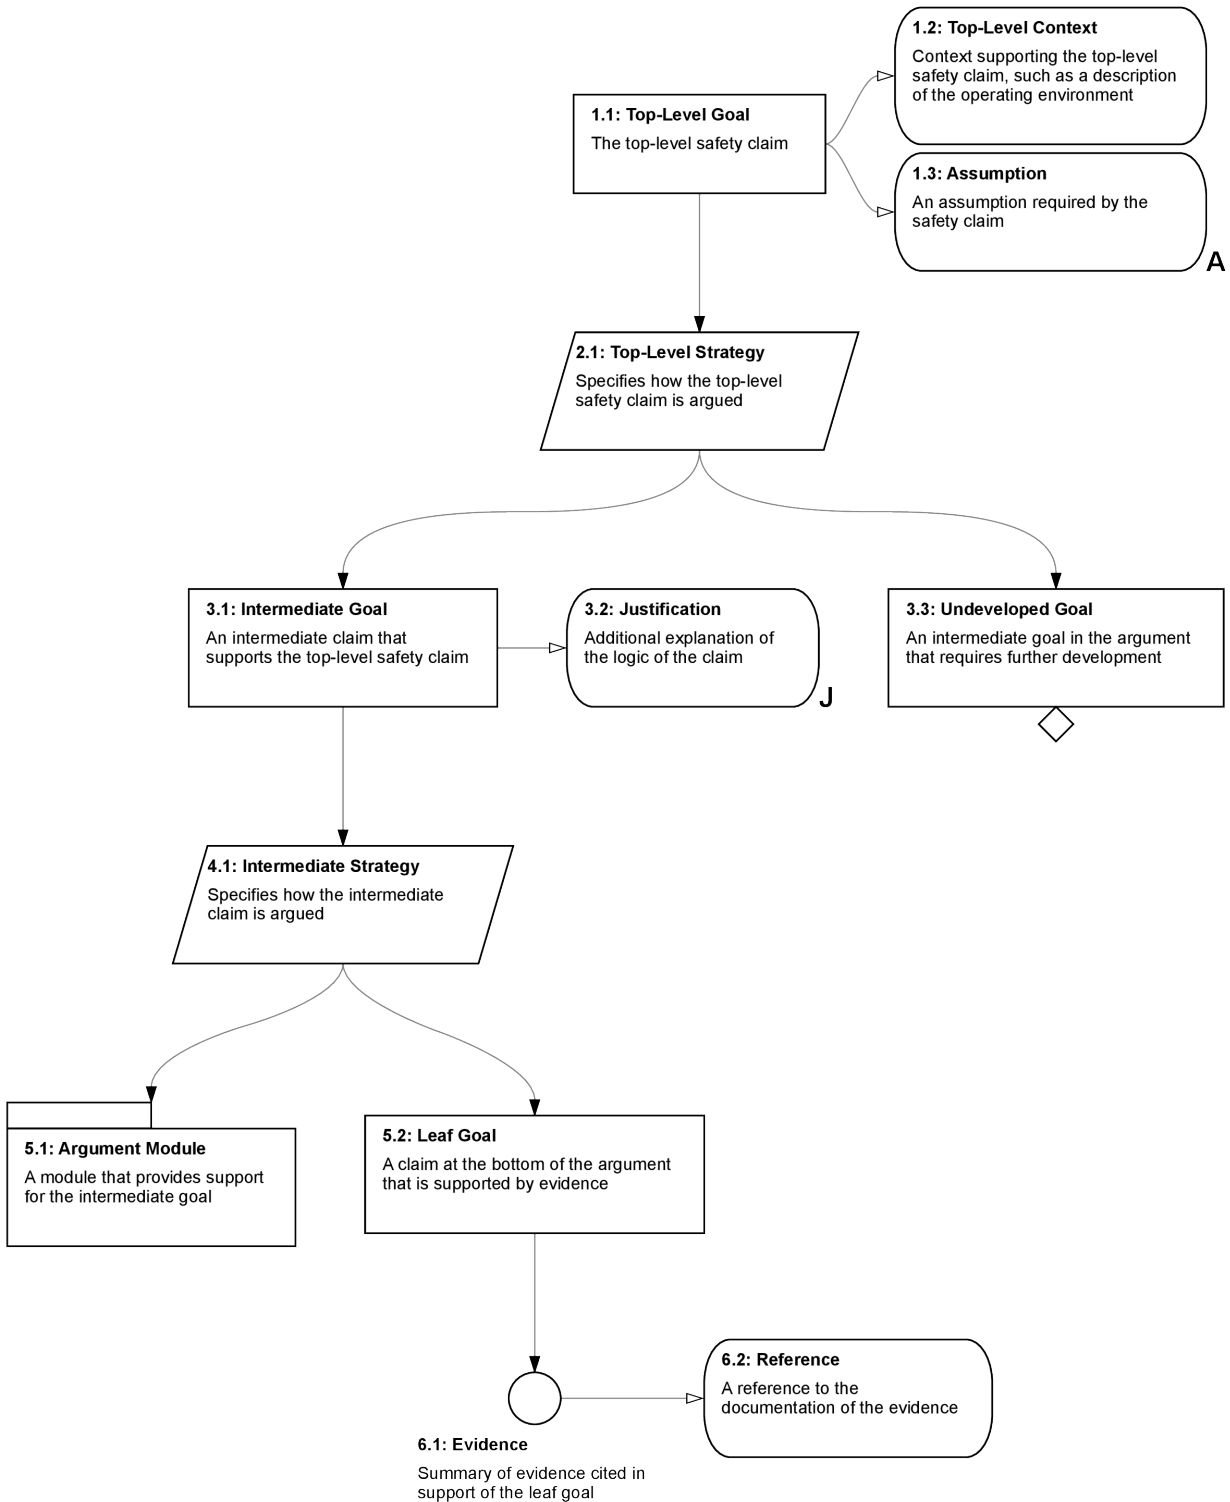 1.2: Top-Level Context
Context supporting the top-level
safety claim, such as a description
of the operating environment
1.1: Top-Level Goal
The top-level safety claim
1.3: Assumption
An assumption required by the
safety claim
A
2.1: Top-Level Strategy
Specifies how the top-level
safety claim is argued
3.1: Intermediate Goal
An intermediate claim that
supports the top-level safety claim
3.2: Justification
Additional explanation of
the logic of the claim
J
3.3: Undeveloped Goal
An intermediate goal in the argument
that requires further development
4.1: Intermediate Strategy
Specifies how the intermediate
claim is argued
5.1: Argument Module
A module that provides support
for the intermediate goal
5.2: Leaf Goal
A claim at the bottom of the argument
that is supported by evidence
6.2: Reference
A reference to the
documentation of the evidence
6.1: Evidence
Summary of evidence cited in
support of the leaf goal